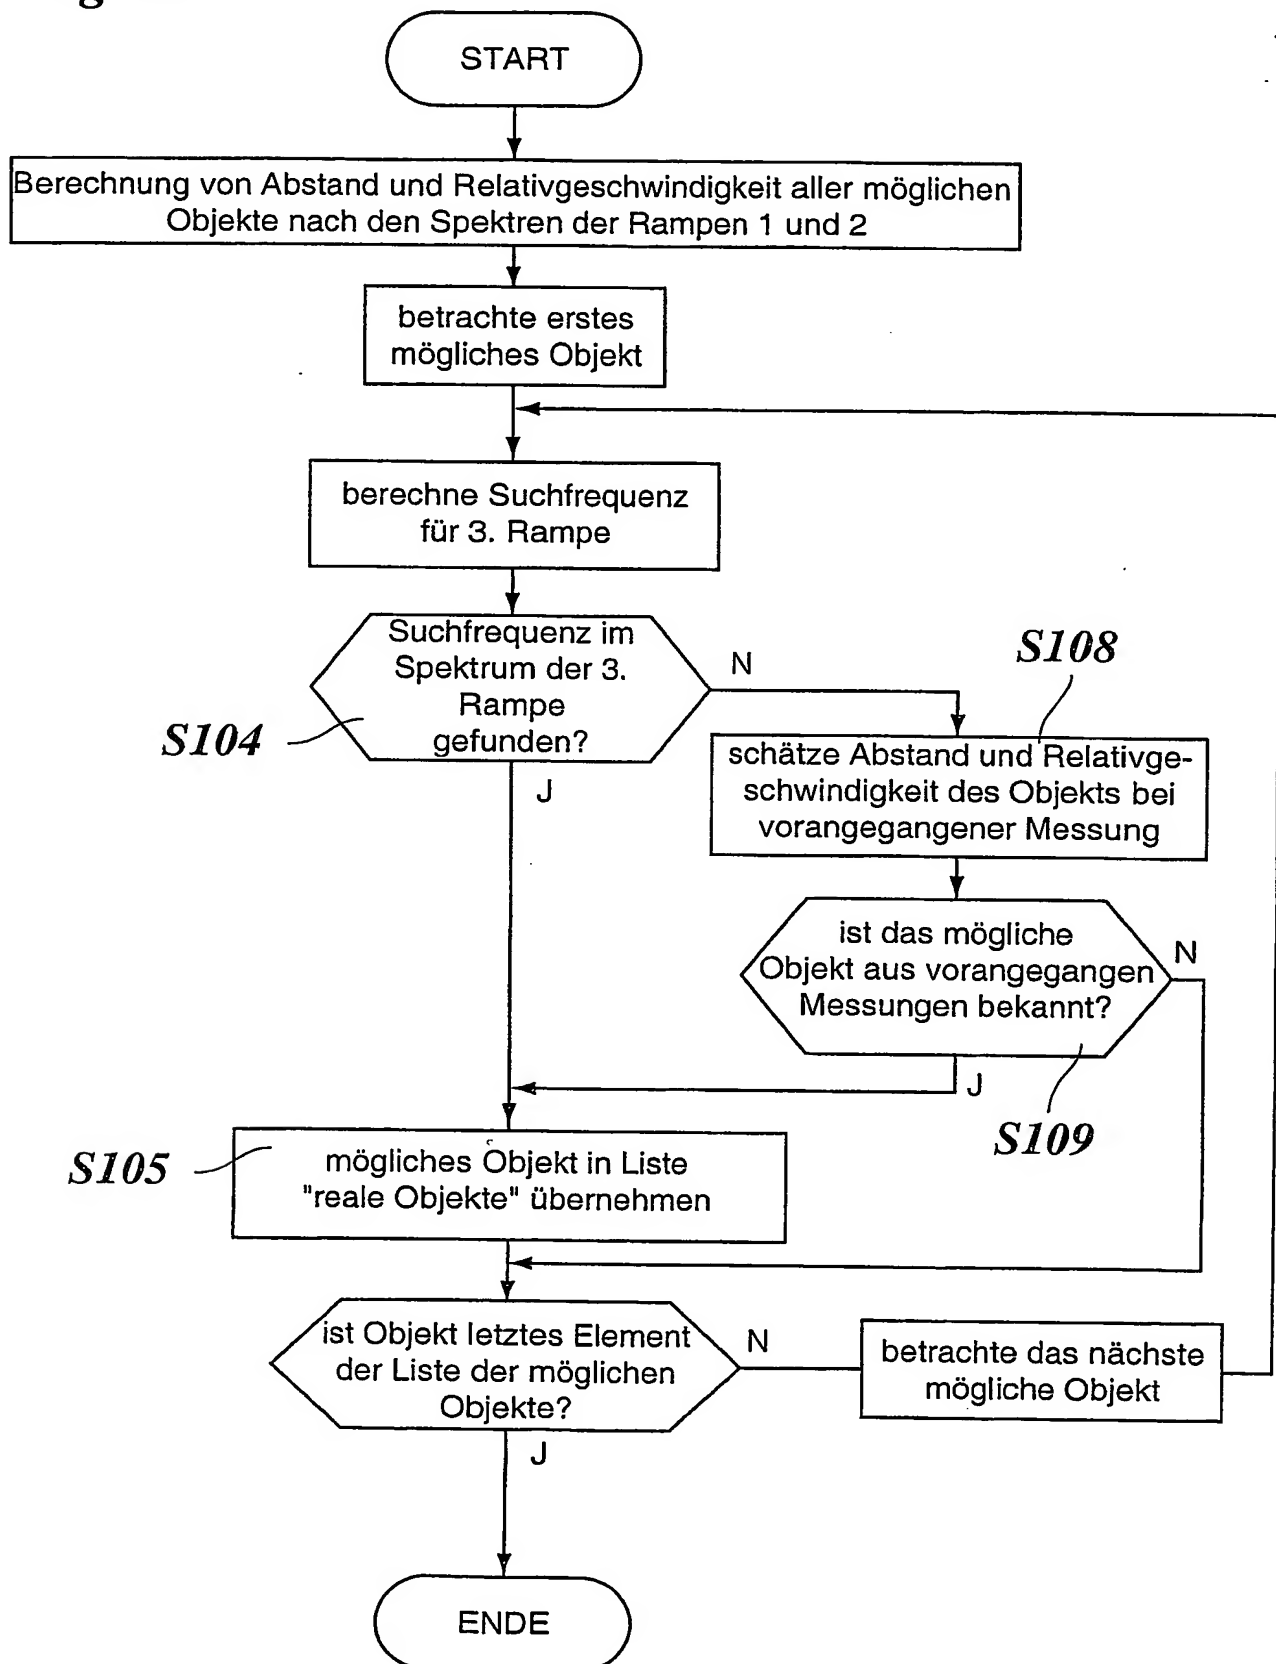 START
Berechnung von Abstand und Relativgeschwindigkeit aller möglichen
Objekte nach den Spektren der Rampen 1 und 2
betrachte erstes
mögliches Objekt
berechne Suchfrequenz
für 3. Rampe
Suchfrequenz im
Spektrum der 3.
Rampe
gefunden?
N
S104
J
S108
schätze Abstand und Relativge-
schwindigkeit des Objekts bei
vorangegangener Messung
ist das mögliche
Objekt aus vorangegangen
Messungen bekannt?
N
J
S109
S105
mögliches Objekt in Liste
"reale Objekte" übernehmen
ist Objekt letztes Element
der Liste der möglichen
Objekte?
N
betrachte das nächste
mögliche Objekt
J
ENDE